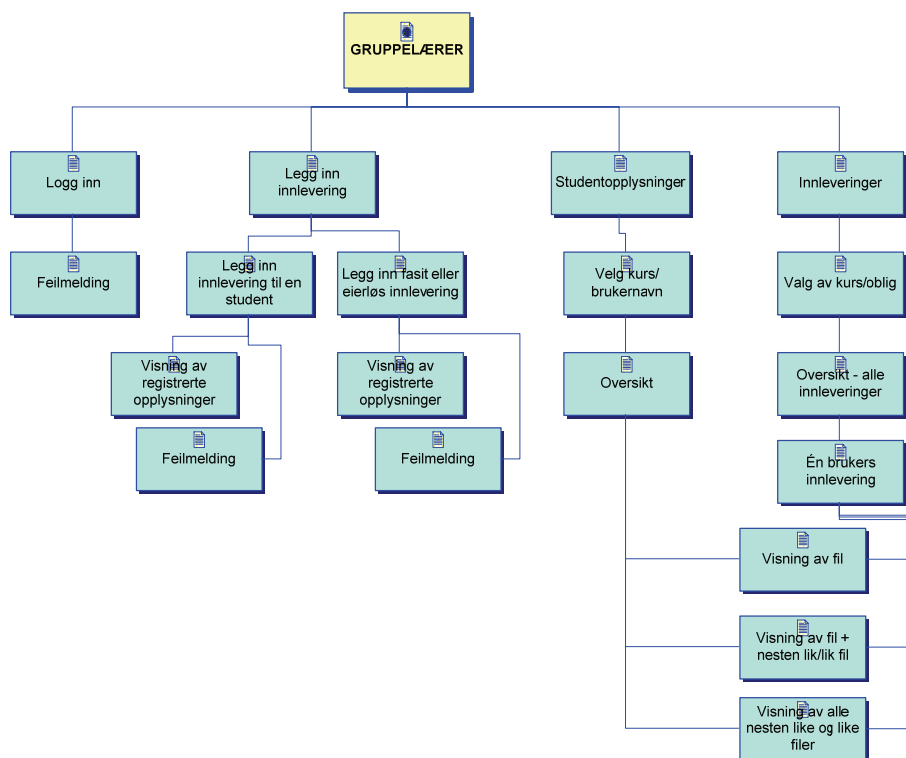 GRUPPELÆRER
Logg inn
Legg inn
innlevering
Studentopplysninger
Innleveringer
Feilmelding
Legg inn
innlevering til en
student
Legg inn fasit eller
eierløs innlevering
Velg kurs/
brukernavn
Valg av kurs/oblig
Visning av
registrerte
opplysninger
Visning av
registrerte
opplysninger
Oversikt
Oversikt - alle
innleveringer
Feilmelding
Feilmelding
Én brukers
innlevering
Visning av fil
Visning av fil +
nesten lik/lik fil
Visning av alle
nesten like og like
filer